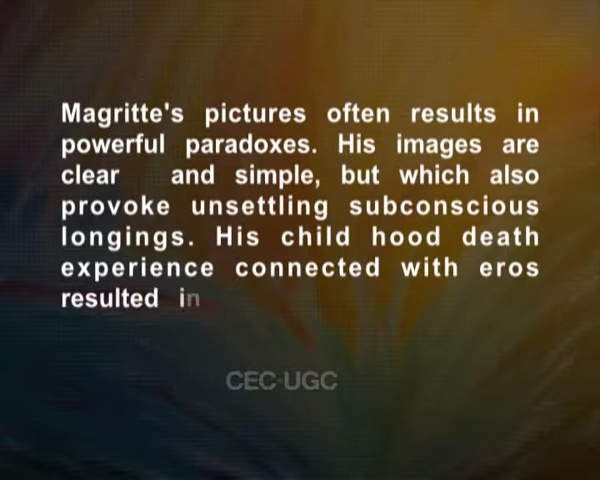 Magritte's pictures often results in
powerful paradoxes. His images are
clear and simple, but which also
provoke unsettling subconscious
longings. His child hood death
experience connected with eros
resulted in
CEC-UGC